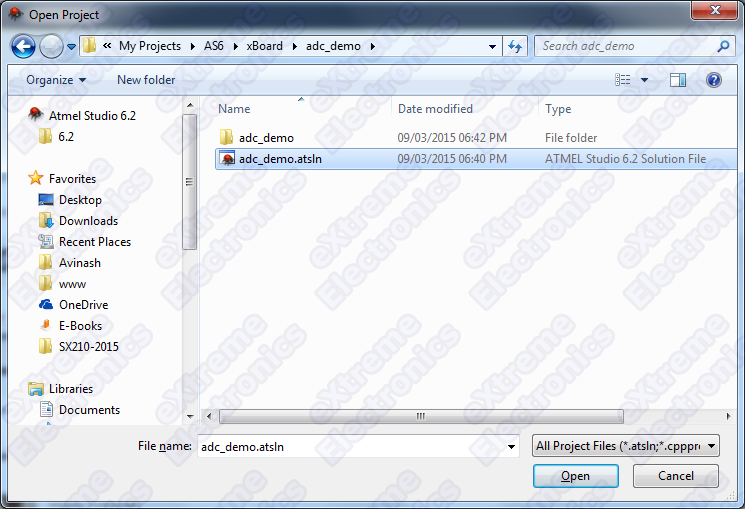 Open Project
« My Projects AS6 xBoard adc_demo Search adc_demo
Organize New folder
Atmel Studio 6.2
6.2
Favorites
Desktop
Downloads
Recent Places
Avinash
www
OneDrive
E-Books
SX210-2015
Libraries
Documents
Name Date modified Type
adc_demo 09/03/2015 06:42 PM File folder
adc_demo.atsln 09/03/2015 06:40 PM ATMEL Studio 6.2 Solution File
File name: adc_demo.atsln All Project Files (*.atsln;*.cpppr
Open Cancel
eXtreme
Electronics